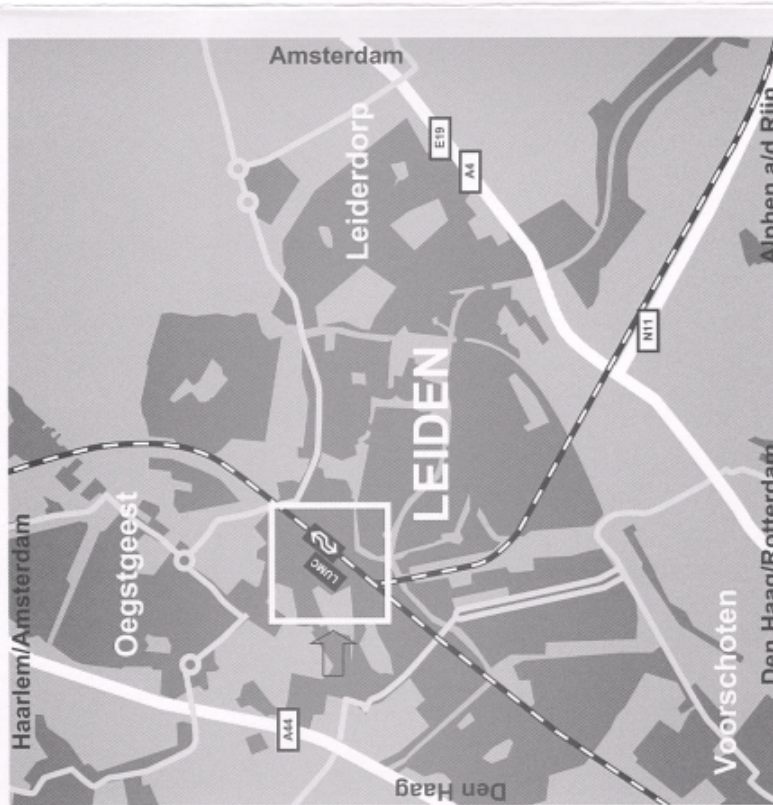 Amsterdam
Leiderdorp
E19
A4
Alphen a/d Rijn
N11
LEIDEN
Haarlem/Amsterdam
Oegstgeest
LUMC
A44
Den Haag
Voorschoten
Den Haag/Rotterdam